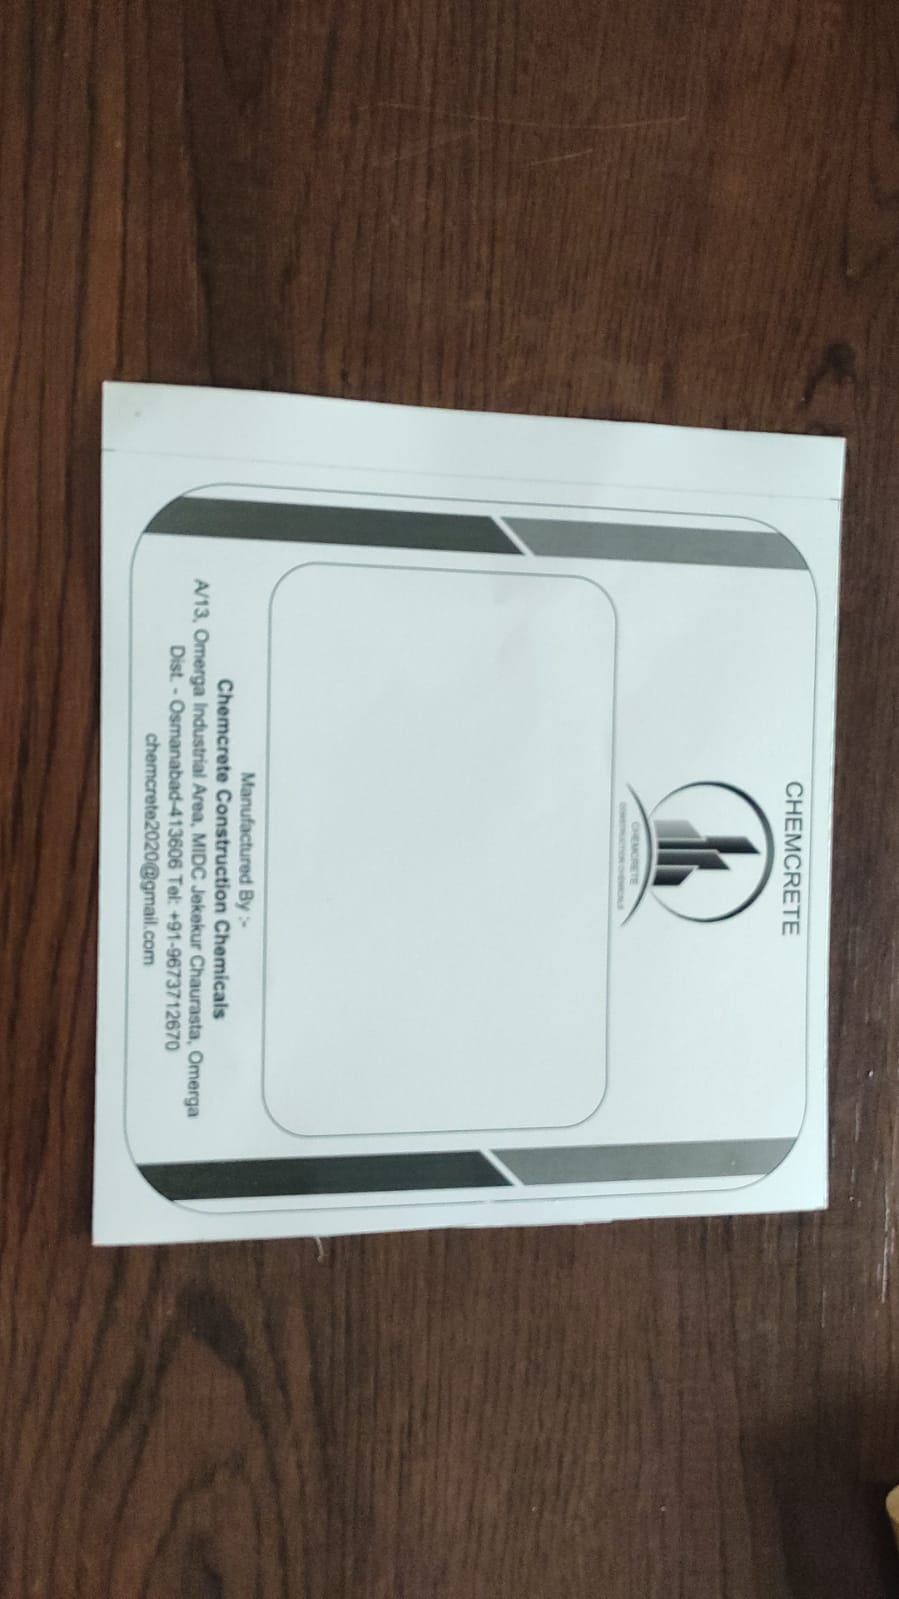 CHEMCRETE
CHEMCRETE
CONSTRUCTION CHEMICALS
Manufactured By :-
Chemcrete Construction Chemicals
A/13, Omerga Industrial Area, MIDC Jekekur Chaurasta, Omerga
Dist. - Osmanabad-413606 Tel: +91-9673712670
chemcrete2020@gmail.com